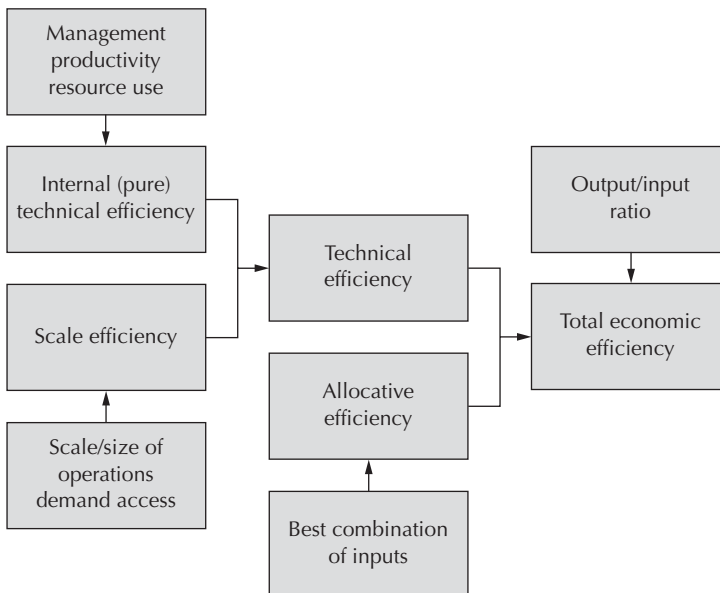 Management
productivity
resource use
Internal (pure)
technical efficiency
Scale efficiency
Scale/size of
operations
demand access
Technical
efficiency
Allocative
efficiency
Best combination
of inputs
Output/input
ratio
Total economic
efficiency